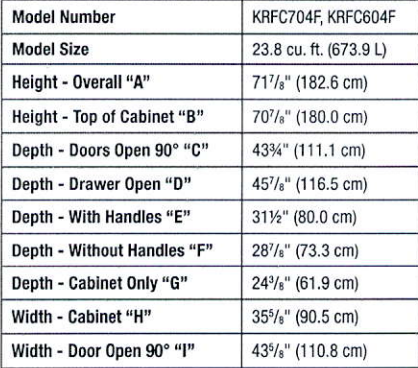 Model Number KRFC704F, KRFC604F
Model Size 23.8 cu. ft. (673.9 L)
Height - Overall “A” 71⁷/₈" (182.6 cm)
Height - Top of Cabinet “B” 70⁷/₈" (180.0 cm)
Depth - Doors Open 90° “C” 43¾" (111.1 cm)
Depth - Drawer Open “D” 45⁷/₈" (116.5 cm)
Depth - With Handles “E” 31½" (80.0 cm)
Depth - Without Handles “F” 28⁷/₈" (73.3 cm)
Depth - Cabinet Only “G” 24³/₈" (61.9 cm)
Width - Cabinet “H” 35⁵/₈" (90.5 cm)
Width - Door Open 90° “I” 43⁵/₈" (110.8 cm)